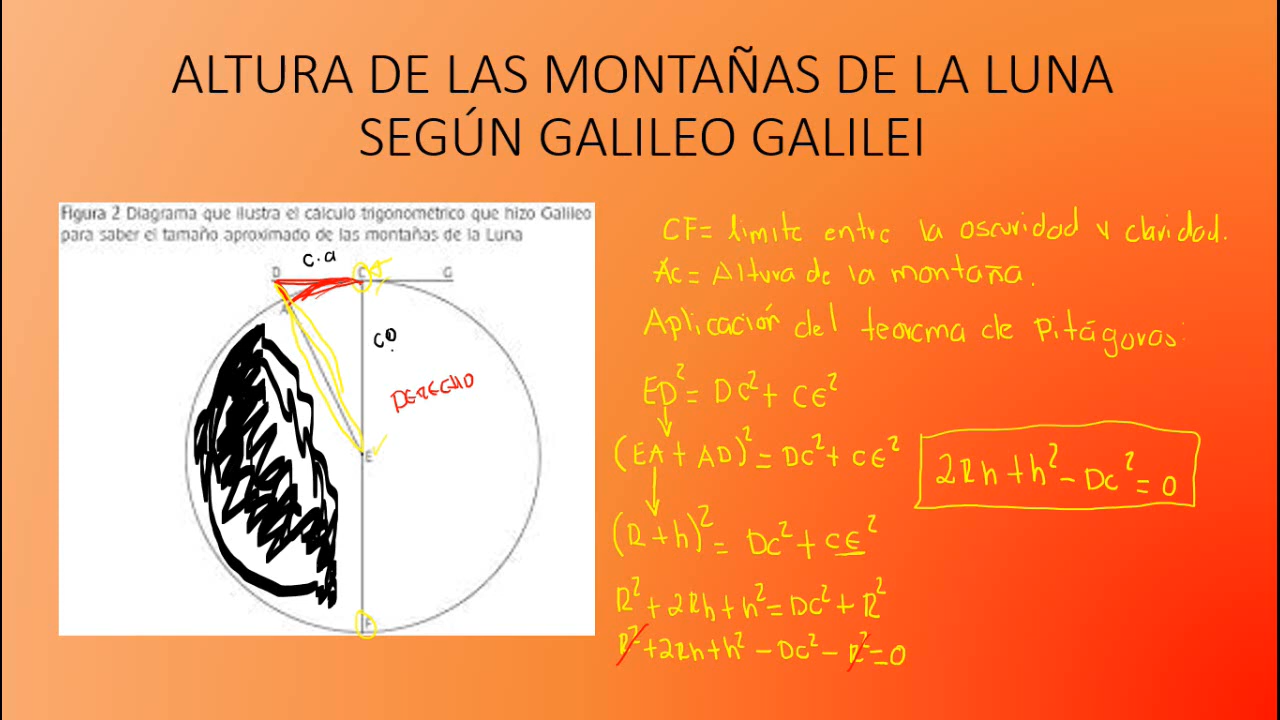 ALTURA DE LAS MONTAÑAS DE LA LUNA
SEGÚN GALILEO GALILEI
Figura 2 Diagrama que ilustra el cálculo trigonométrico que hizo Galileo
para saber el tamaño aproximado de las montañas de la Luna
C.a
D C G
A
CO
DERECHO
E
F
CF= limite entre la oscuridad y claridad.
Ac= Altura de la montaña.
Aplicación del teorema de Pitágoras:
ED²= DC²+ CE²
(EA+ AD)²= DC²+ CE²
(R+h)²= DC²+CE²
R²+2Rh+h²=DC²+R²
R²+2Rh+h²-DC²-R²=0
2Rh+h²-DC²=0